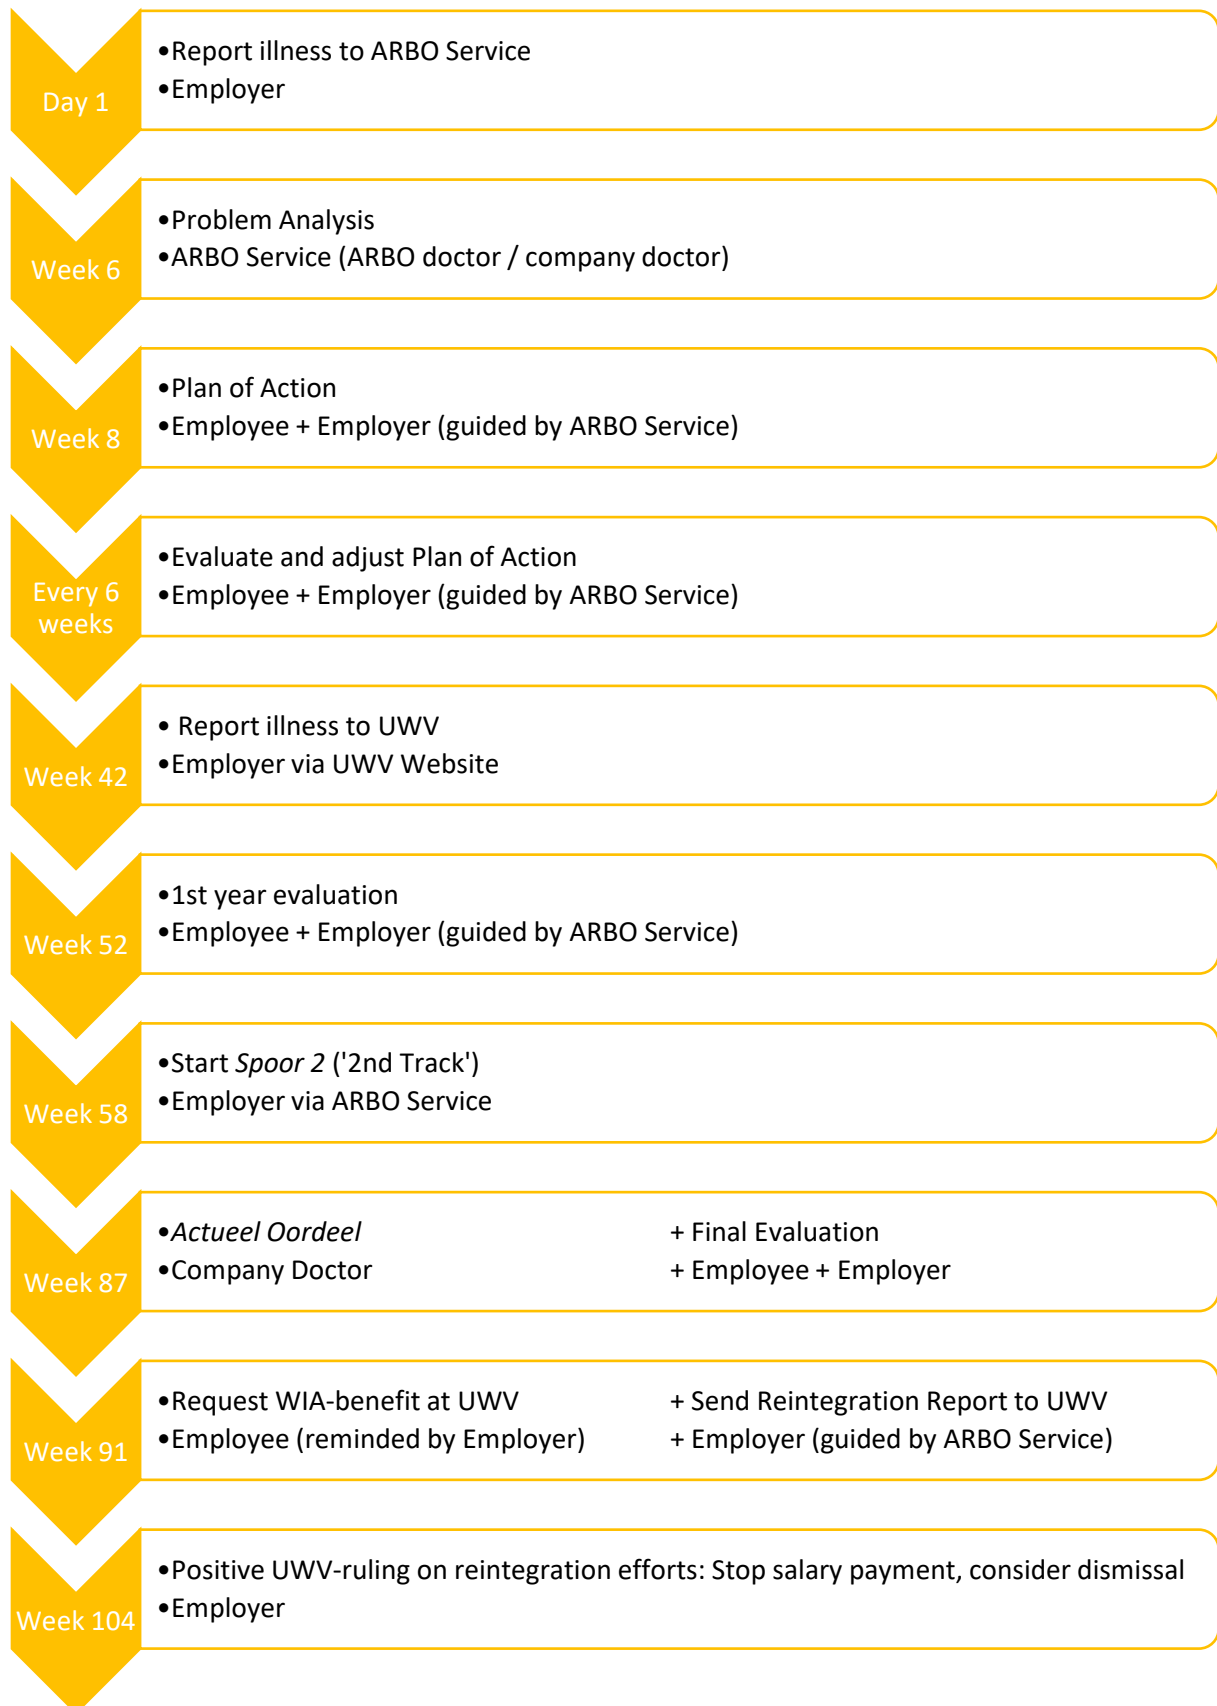 Day 1
•Report illness to ARBO Service
•Employer
Week 6
•Problem Analysis
•ARBO Service (ARBO doctor / company doctor)
Week 8
•Plan of Action
•Employee + Employer (guided by ARBO Service)
Every 6
weeks
•Evaluate and adjust Plan of Action
•Employee + Employer (guided by ARBO Service)
Week 42
• Report illness to UWV
•Employer via UWV Website
Week 52
•1st year evaluation
•Employee + Employer (guided by ARBO Service)
Week 58
•Start Spoor 2 ('2nd Track')
•Employer via ARBO Service
Week 87
•Actueel Oordeel + Final Evaluation
•Company Doctor + Employee + Employer
Week 91
•Request WIA-benefit at UWV + Send Reintegration Report to UWV
•Employee (reminded by Employer) + Employer (guided by ARBO Service)
Week 104
•Positive UWV-ruling on reintegration efforts: Stop salary payment, consider dismissal
•Employer